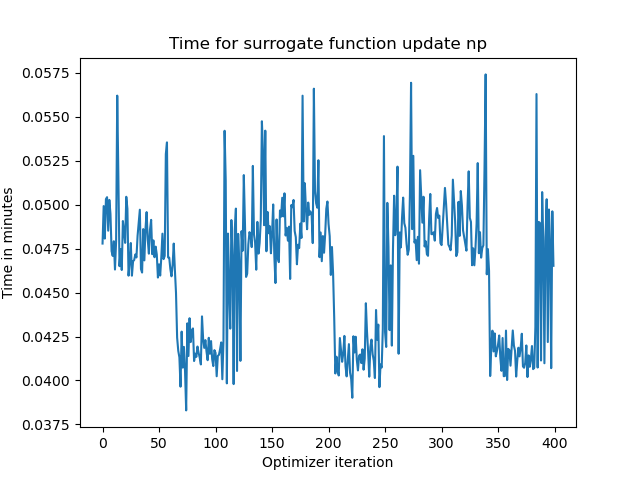 Time for surrogate function update np
0.0575
0.0550
0.0525
0.0500
0.0475
0.0450
0.0425
0.0400
0.0375
Time in minutes
0 50 100 150 200 250 300 350 400
Optimizer iteration